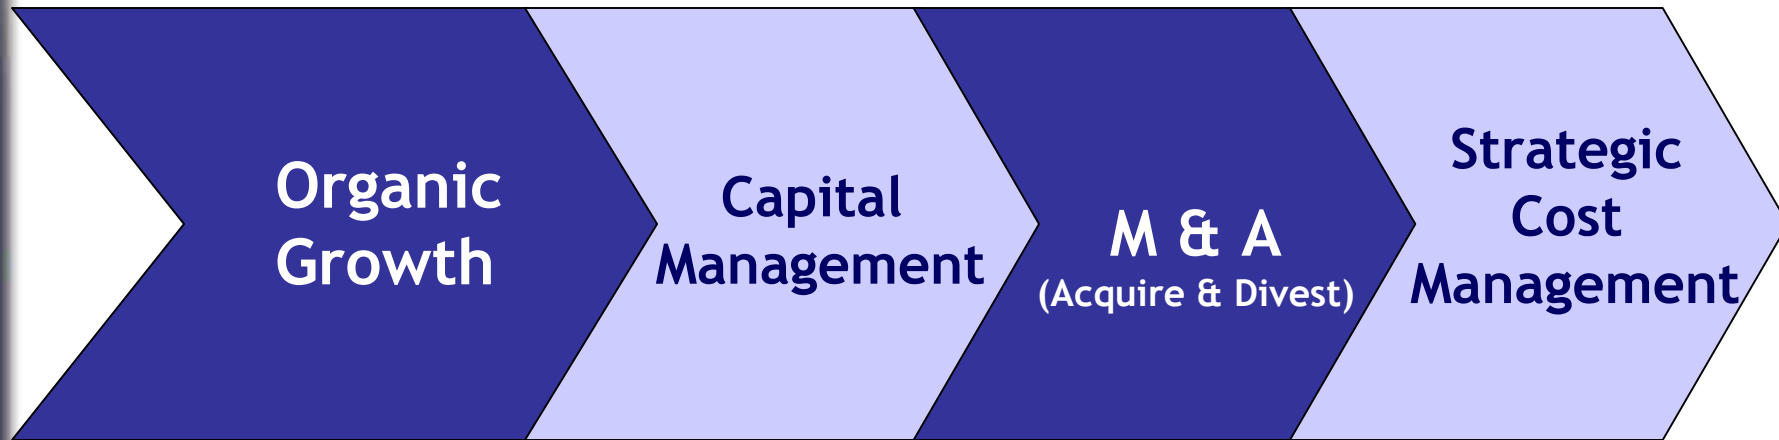 Organic
Growth
Capital
Management
M & A
(Acquire & Divest)
Strategic
Cost
Management